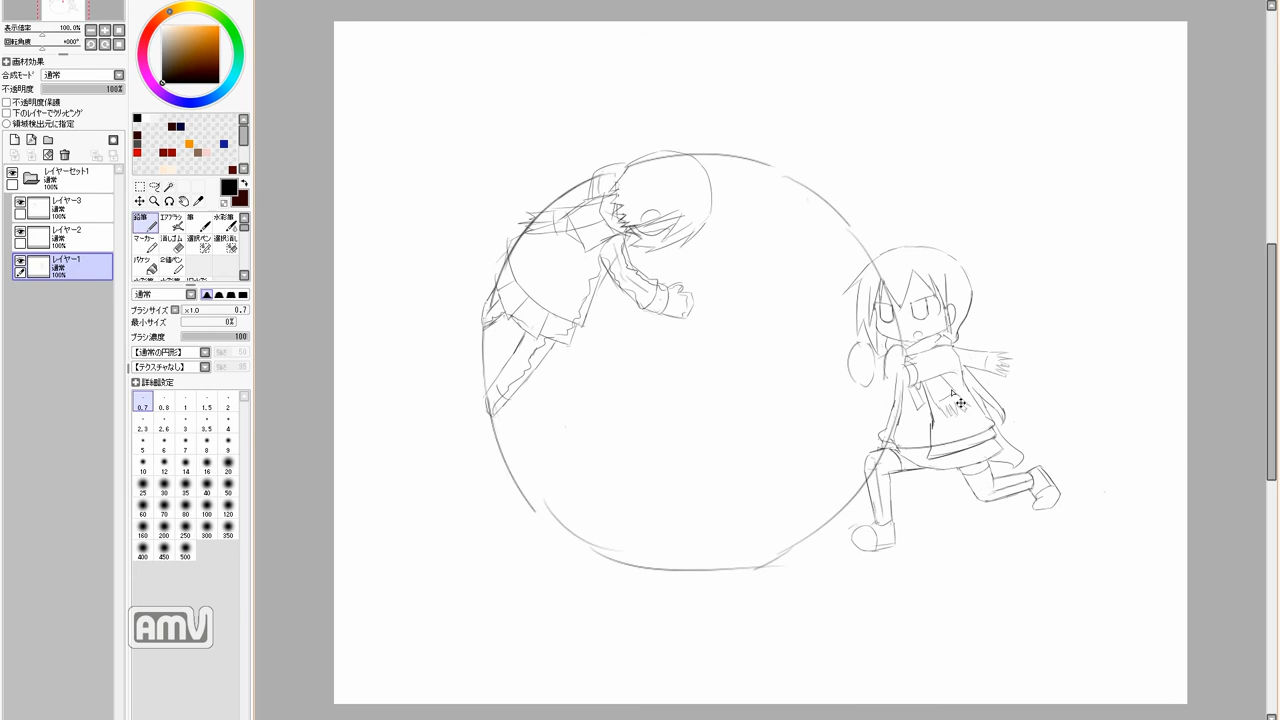 表示倍率 100.0%
回転角度 +000°
画材効果
合成ﾓｰﾄﾞ 通常
不透明度 100%
不透明度保護
下のﾚｲﾔｰでｸﾘｯﾋﾟﾝｸﾞ
領域検出元に指定
レイヤーセット1
通常
100%
レイヤー3
通常
100%
レイヤー2
通常
100%
レイヤー1
通常
100%
鉛筆 エアブラシ 筆 水彩筆
マーカー 消しゴム 選択ペン 選択消し
バケツ 2値ペン
通常
ブラシサイズ x1.0 0.7
最小サイズ 0%
ブラシ濃度 100
【通常の円形】 強さ 50
【テクスチャなし】 強さ 95
詳細設定
0.7 0.8 1 1.5 2
2.3 2.6 3 3.5 4
5 6 7 8 9
10 12 14 16 20
25 30 35 40 50
60 70 80 100 120
160 200 250 300 350
400 450 500
AMV